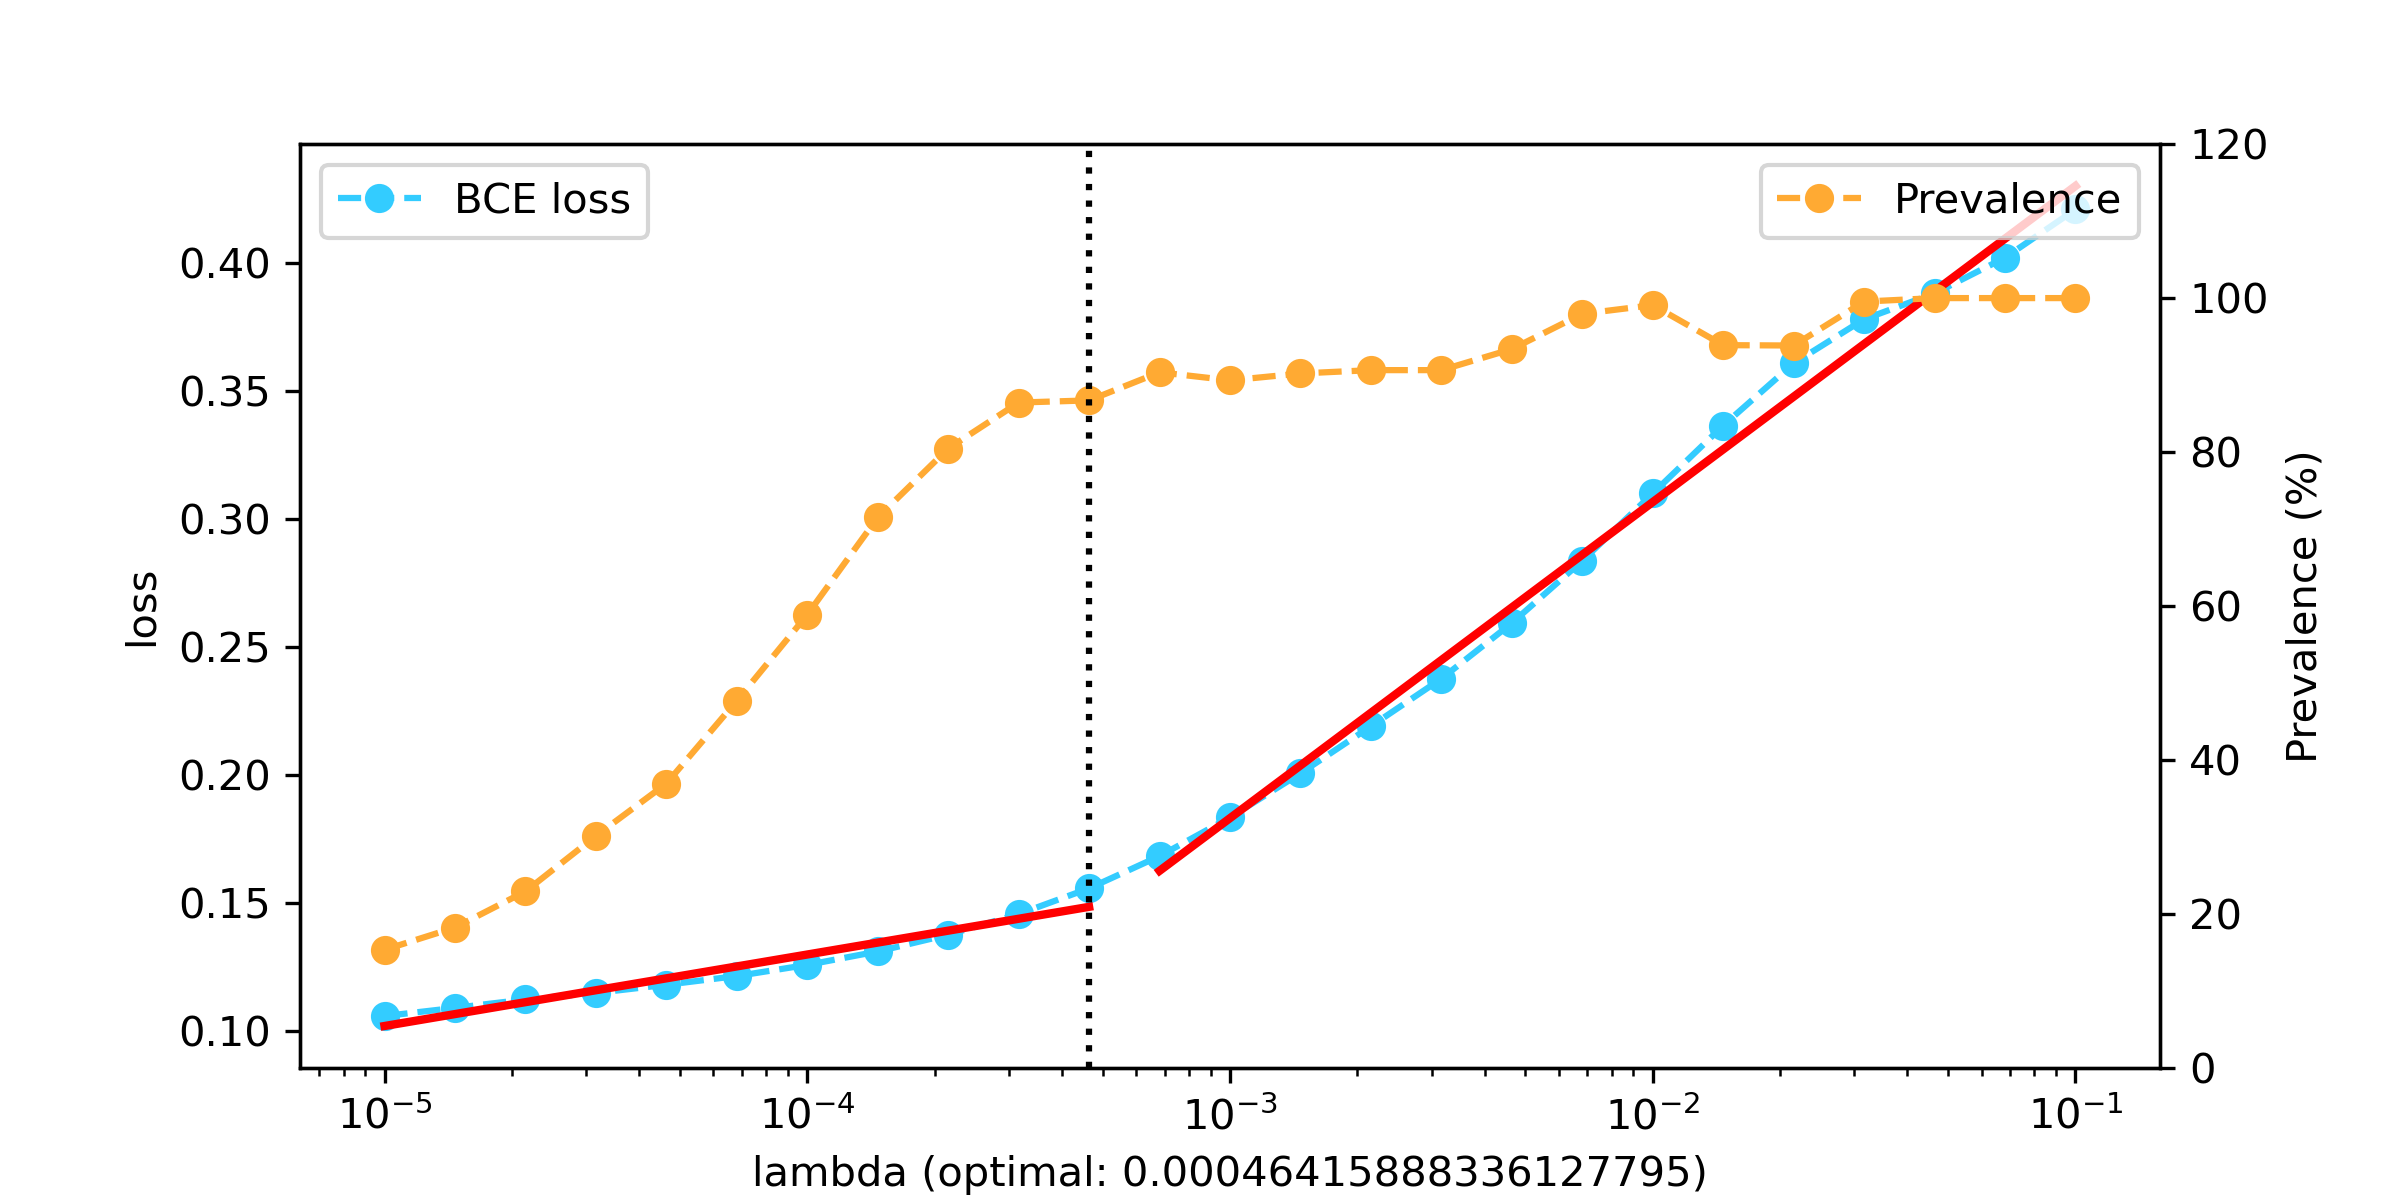 BCE loss
Prevalence
loss
0.40
0.35
0.30
0.25
0.20
0.15
0.10
120
100
80
60
40
20
0
Prevalence (%)
10⁻⁵ 10⁻⁴ 10⁻³ 10⁻² 10⁻¹
lambda (optimal: 0.00046415888336127795)